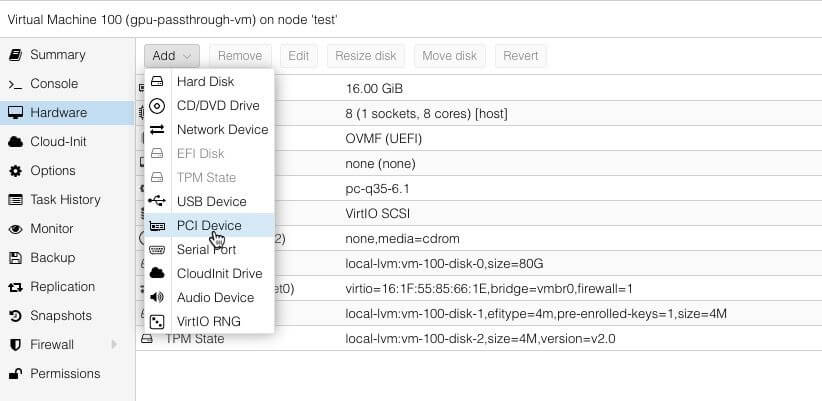 Virtual Machine 100 (gpu-passthrough-vm) on node 'test'
Summary
Console
Hardware
Cloud-Init
Options
Task History
Monitor
Backup
Replication
Snapshots
Firewall
Permissions
Add Remove Edit Resize disk Move disk Revert
Hard Disk
CD/DVD Drive
Network Device
EFI Disk
TPM State
USB Device
PCI Device
Serial Port
CloudInit Drive
Audio Device
VirtIO RNG
16.00 GiB
8 (1 sockets, 8 cores) [host]
OVMF (UEFI)
none (none)
pc-q35-6.1
VirtIO SCSI
2) none,media=cdrom
local-lvm:vm-100-disk-0,size=80G
et0) virtio=16:1F:55:85:66:1E,bridge=vmbr0,firewall=1
local-lvm:vm-100-disk-1,efitype=4m,pre-enrolled-keys=1,size=4M
TPM State local-lvm:vm-100-disk-2,size=4M,version=v2.0